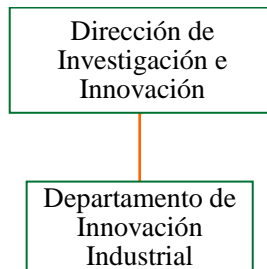 Dirección de
Investigación e
Innovación
Departamento de
Innovación
Industrial